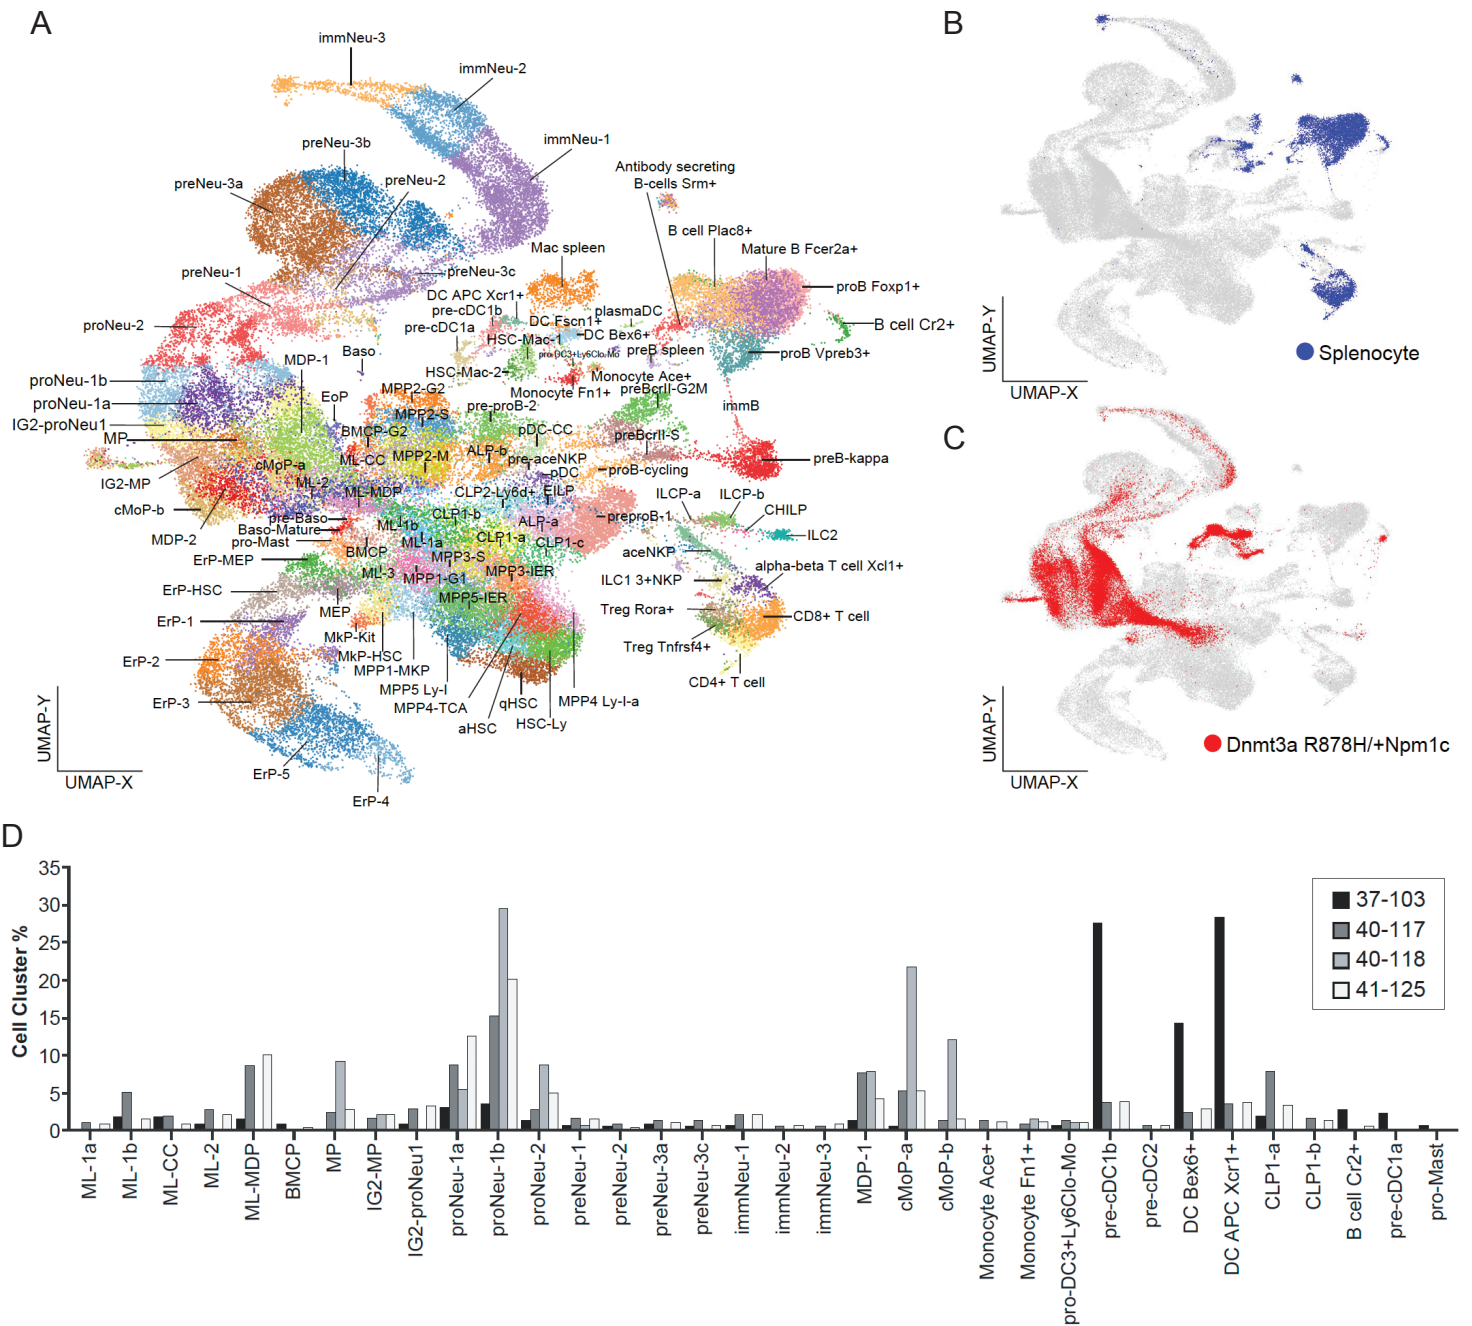 A
immNeu-3
immNeu-2
immNeu-1
preNeu-3b
preNeu-3a
preNeu-2
Antibody secreting
B-cells Srm+
B cell Plac8+
Mac spleen
Mature B Fcer2a+
preNeu-1
preNeu-3c
proB Foxp1+
DC APC Xcr1+
pre-cDC1b
plasmaDC
proNeu-2
pre-cDC1a
DC Fscn1+
B cell Cr2+
HSC-Mac-1
DC Bex6+
MDP-1
Baso
pro-DC3+Ly6Clo-Mo
preB spleen
proB Vpreb3+
proNeu-1b
HSC-Mac-2
Monocyte Ace+
MPP2-G2
Monocyte Fn1+
preBcrII-G2M
proNeu-1a
EoP
pre-proB-2
immB
MPP2-S
IG2-proNeu1
BMCP-G2
pDC-CC
preBcrII-S
MP
ML-CC
MPP2-M
ALP-b
pre-aceNKP
preB-kappa
cMoP-a
pDC
proB-cycling
IG2-MP
ML-2
ML-MDP
CLP2-Ly6d+
EILP
ILCP-a
ILCP-b
cMoP-b
pre-Baso
CLP1-b
ALP-a
preproB-1
CHILP
Baso-Mature
ML-1b
MDP-2
pro-Mast
ML-1a
CLP1-a
CLP1-c
ILC2
BMCP
MPP3-S
aceNKP
ErP-MEP
ML-3
MPP1-G1
MPP3-IER
alpha-beta T cell Xcl1+
ErP-HSC
ILC1 3+NKP
MPP5-IER
MEP
Treg Rora+
CD8+ T cell
ErP-1
MkP-Kit
Treg Tnfrsf4+
ErP-2
MkP-HSC
MPP1-MKP
CD4+ T cell
MPP5 Ly-I
ErP-3
MPP4-TCA
qHSC
MPP4 Ly-I-a
aHSC
HSC-Ly
ErP-5
ErP-4
UMAP-Y
UMAP-X
B
Splenocyte
UMAP-Y
UMAP-X
C
Dnmt3a R878H/+Npm1c
UMAP-Y
UMAP-X
D
Cell Cluster %
35
30
25
20
15
10
5
0
37-103
40-117
40-118
41-125
ML-1a
ML-1b
ML-CC
ML-2
ML-MDP
BMCP
MP
IG2-MP
IG2-proNeu1
proNeu-1a
proNeu-1b
proNeu-2
preNeu-1
preNeu-2
preNeu-3a
preNeu-3c
immNeu-1
immNeu-2
immNeu-3
MDP-1
cMoP-a
cMoP-b
Monocyte Ace+
Monocyte Fn1+
pro-DC3+Ly6Clo-Mo
pre-cDC1b
pre-cDC2
DC Bex6+
DC APC Xcr1+
CLP1-a
CLP1-b
B cell Cr2+
pre-cDC1a
pro-Mast